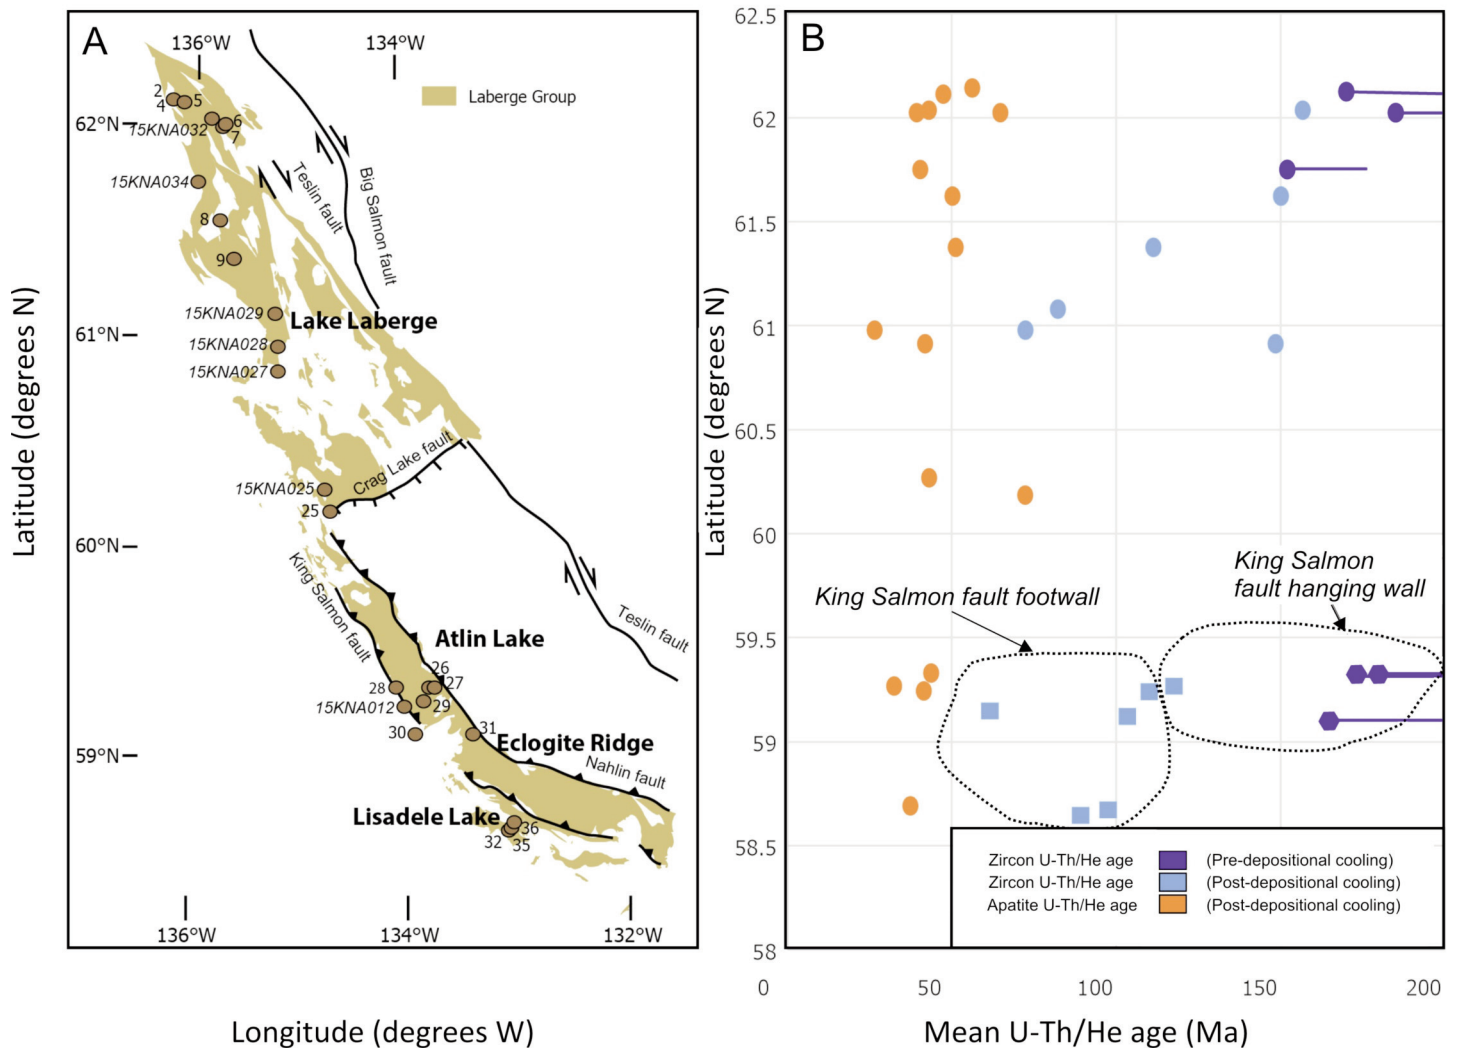 A
136°W
134°W
Laberge Group
2
4
5
62°N
15KNA032
6
7
15KNA034
Teslin fault
Big Salmon fault
8
9
15KNA029
Lake Laberge
61°N
15KNA028
15KNA027
Crag Lake fault
15KNA025
25
60°N
King Salmon fault
Teslin fault
Atlin Lake
26
28
27
15KNA012
29
30
31
Eclogite Ridge
59°N
Nahlin fault
Lisadele Lake
36
32
35
136°W
134°W
132°W
Latitude (degrees N)
Longitude (degrees W)
B
62.5
62
61.5
61
60.5
60
59.5
59
58.5
58
Latitude (degrees N)
King Salmon fault footwall
King Salmon
fault hanging wall
Zircon U-Th/He age (Pre-depositional cooling)
Zircon U-Th/He age (Post-depositional cooling)
Apatite U-Th/He age (Post-depositional cooling)
0 50 100 150 200
Mean U-Th/He age (Ma)